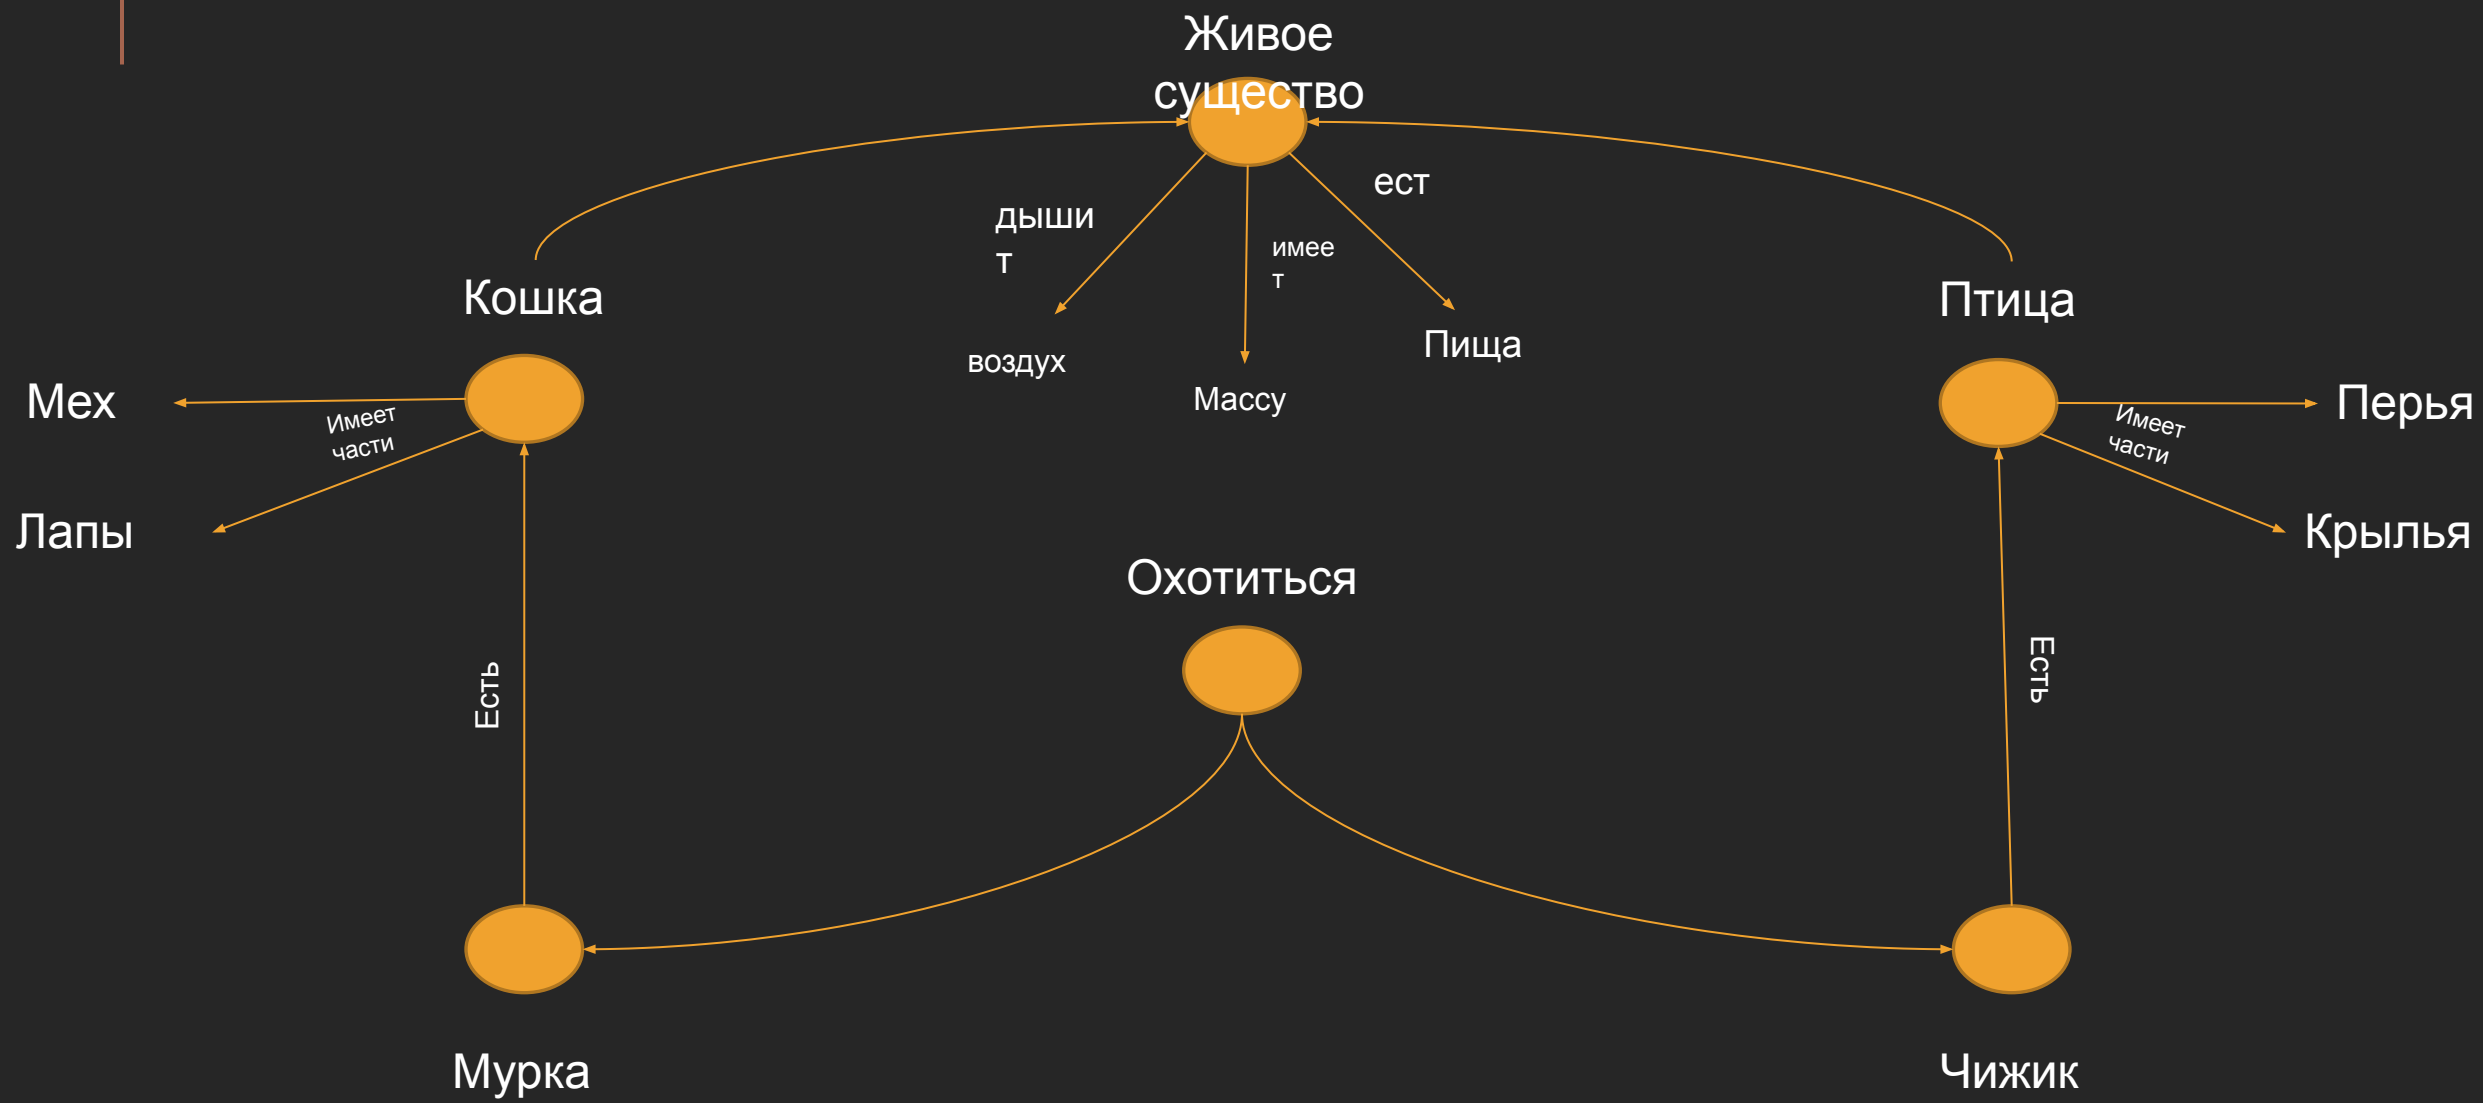 Живое
существо
ест
дыши
т
имее
т
Кошка
Птица
воздух
Пища
Массу
Мех
Имеет
части
Лапы
Имеет
части
Перья
Крылья
Охотиться
Есть
Есть
Мурка
Чижик